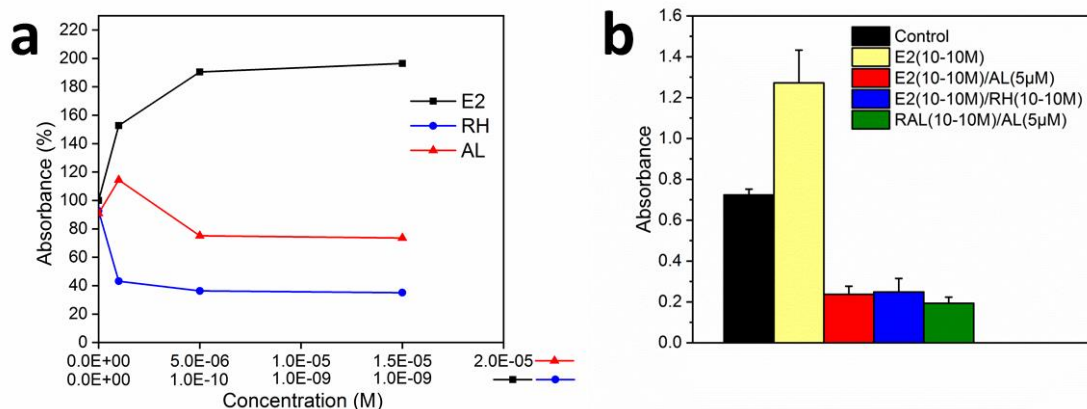 a
220
200
180
160
140
120
100
80
60
40
20
0
Absorbance (%)
E2
RH
AL
0.0E+00 5.0E-06 1.0E-05 1.5E-05 2.0E-05
0.0E+00 1.0E-10 1.0E-09 1.0E-09
Concentration (M)
b
1.6
1.4
1.2
1.0
0.8
0.6
0.4
0.2
0.0
Absorbance
Control
E2(10-10M)
E2(10-10M)/AL(5µM)
E2(10-10M)/RH(10-10M)
RAL(10-10M)/AL(5µM)